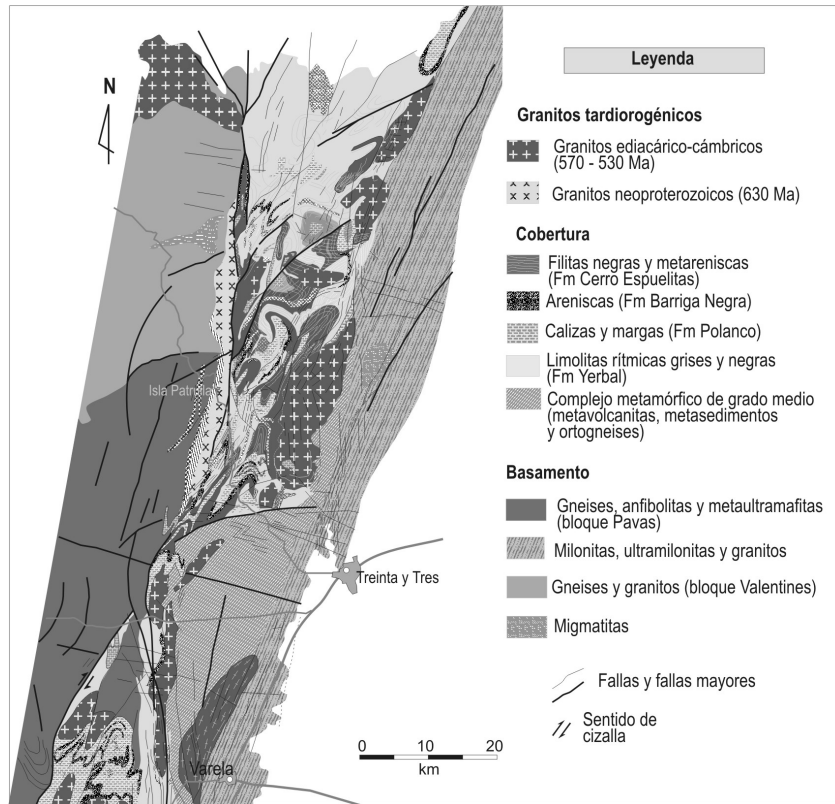 Leyenda
N
Granitos tardiorogénicos
Granitos ediacárico-cámbricos
(570 - 530 Ma)
Granitos neoproterozoicos (630 Ma)
Cobertura
Filitas negras y metareniscas
(Fm Cerro Espuelitas)
Areniscas (Fm Barriga Negra)
Calizas y margas (Fm Polanco)
Limolitas rítmicas grises y negras
(Fm Yerbal)
Complejo metamórfico de grado medio
(metavolcanitas, metasedimentos
y ortogneises)
Basamento
Gneises, anfibolitas y metaultramafitas
(bloque Pavas)
Milonitas, ultramilonitas y granitos
Gneises y granitos (bloque Valentines)
Migmatitas
Fallas y fallas mayores
Sentido de
cizalla
Isla Patrulla
Treinta y Tres
Varela
0 10 20
km